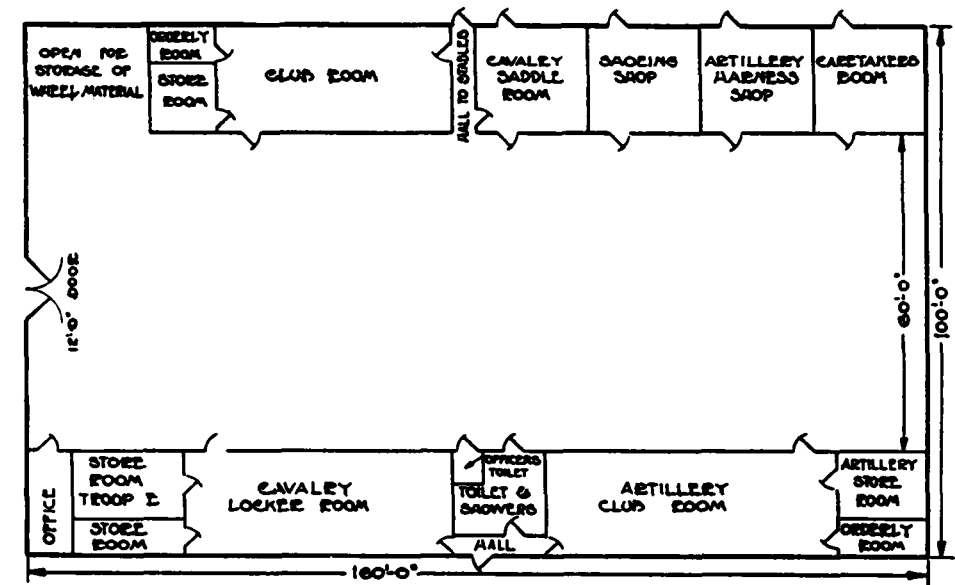 OPEN FOR
STORAGE OF
WHEEL MATERIAL
ORDERLY
ROOM
STORE
ROOM
CLUB ROOM
HALL TO STABLES
CAVALRY
SADDLE
ROOM
SHOEING
SHOP
ARTILLERY
HARNESS
SHOP
CARETAKERS
ROOM
12'-0" DOOR
60'-0"
100'-0"
OFFICE
STORE
ROOM
TROOP E
STORE
ROOM
CAVALRY
LOCKER ROOM
OFFICERS
TOILET
TOILET &
SHOWERS
HALL
ARTILLERY
CLUB ROOM
ARTILLERY
STORE
ROOM
ORDERLY
ROOM
160'-0"